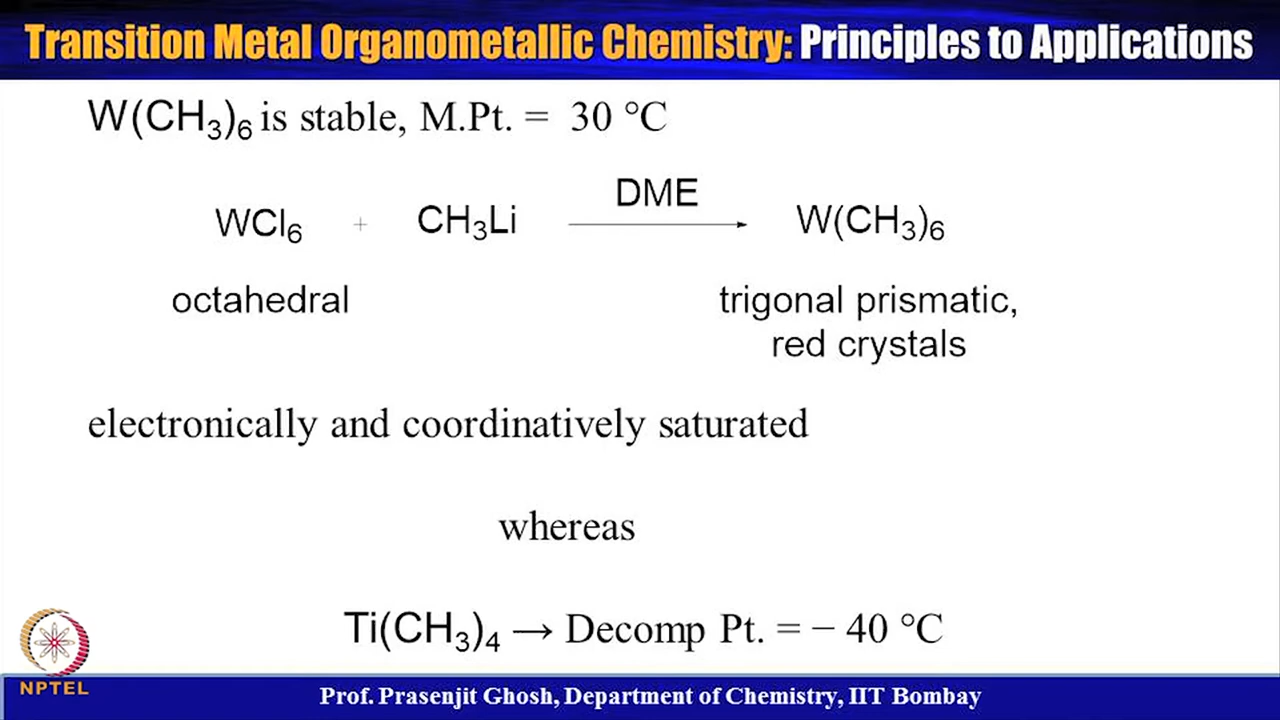 Transition Metal Organometallic Chemistry: Principles to Applications
W(CH₃)₆ is stable, M.Pt. = 30 °C
DME
WCl₆ + CH₃Li ⟶ W(CH₃)₆
octahedral trigonal prismatic,
red crystals
electronically and coordinatively saturated
whereas
Ti(CH₃)₄ → Decomp Pt. = − 40 °C
NPTEL
Prof. Prasenjit Ghosh, Department of Chemistry, IIT Bombay